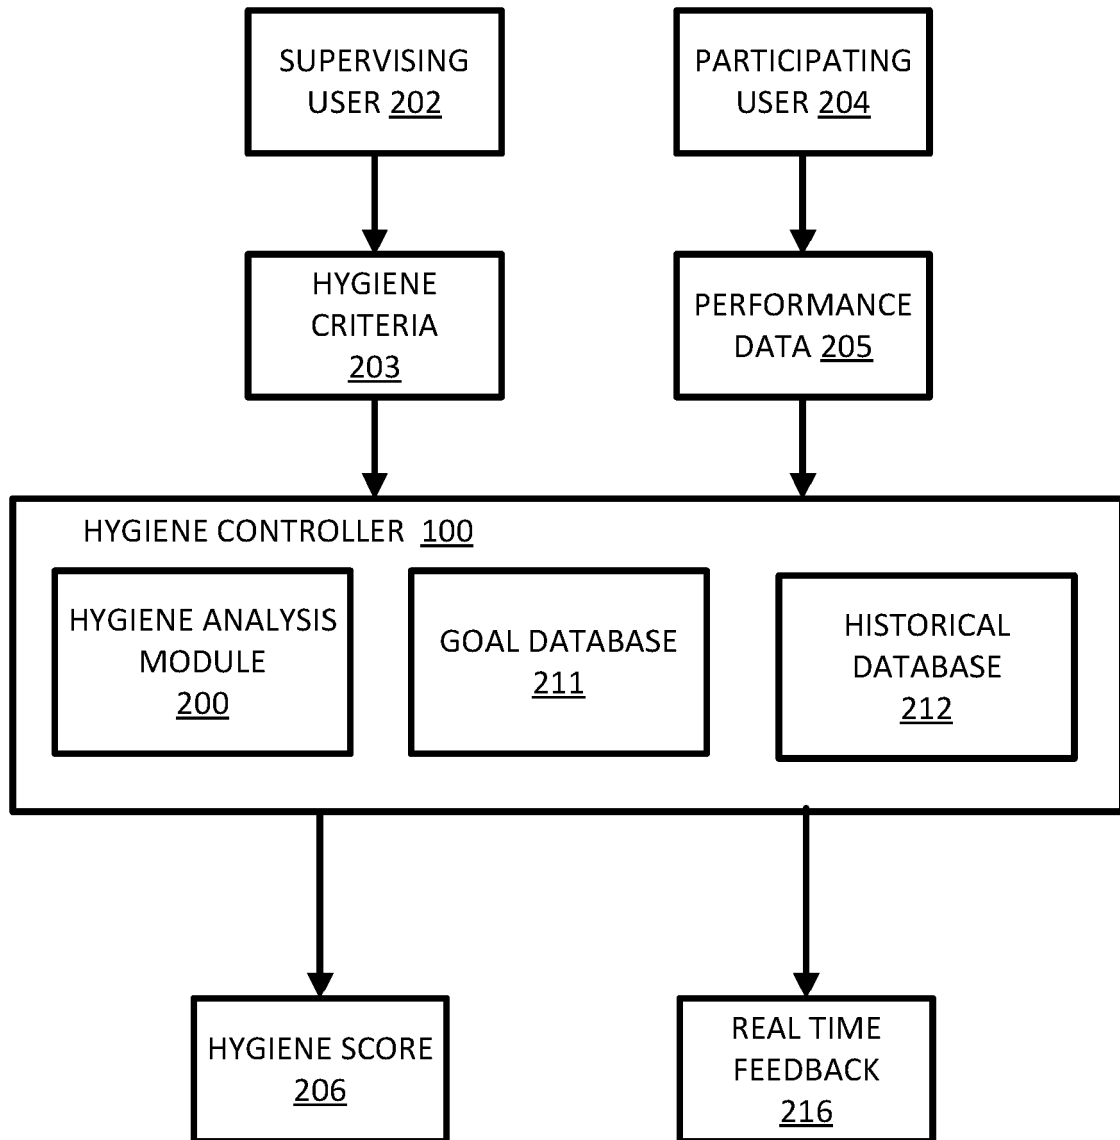 SUPERVISING
USER 202
PARTICIPATING
USER 204
HYGIENE
CRITERIA
203
PERFORMANCE
DATA 205
HYGIENE CONTROLLER 100
HYGIENE ANALYSIS
MODULE
200
GOAL DATABASE
211
HISTORICAL
DATABASE
212
HYGIENE SCORE
206
REAL TIME
FEEDBACK
216